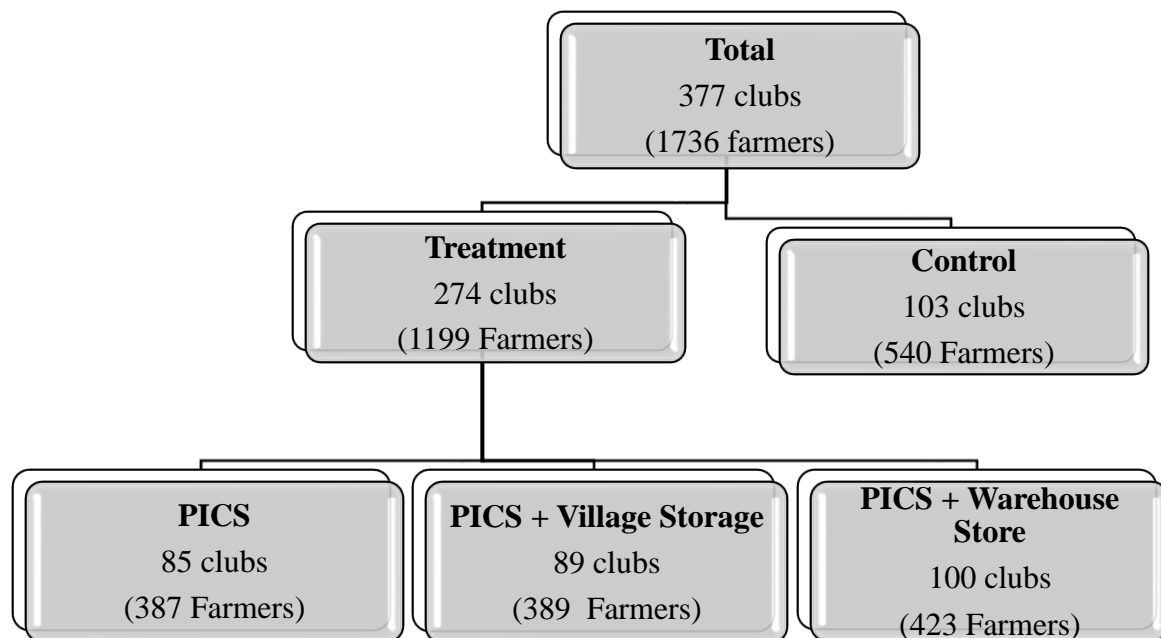 Total
377 clubs
(1736 farmers)
Treatment
274 clubs
(1199 Farmers)
Control
103 clubs
(540 Farmers)
PICS
85 clubs
(387 Farmers)
PICS + Village Storage
89 clubs
(389 Farmers)
PICS + Warehouse
Store
100 clubs
(423 Farmers)